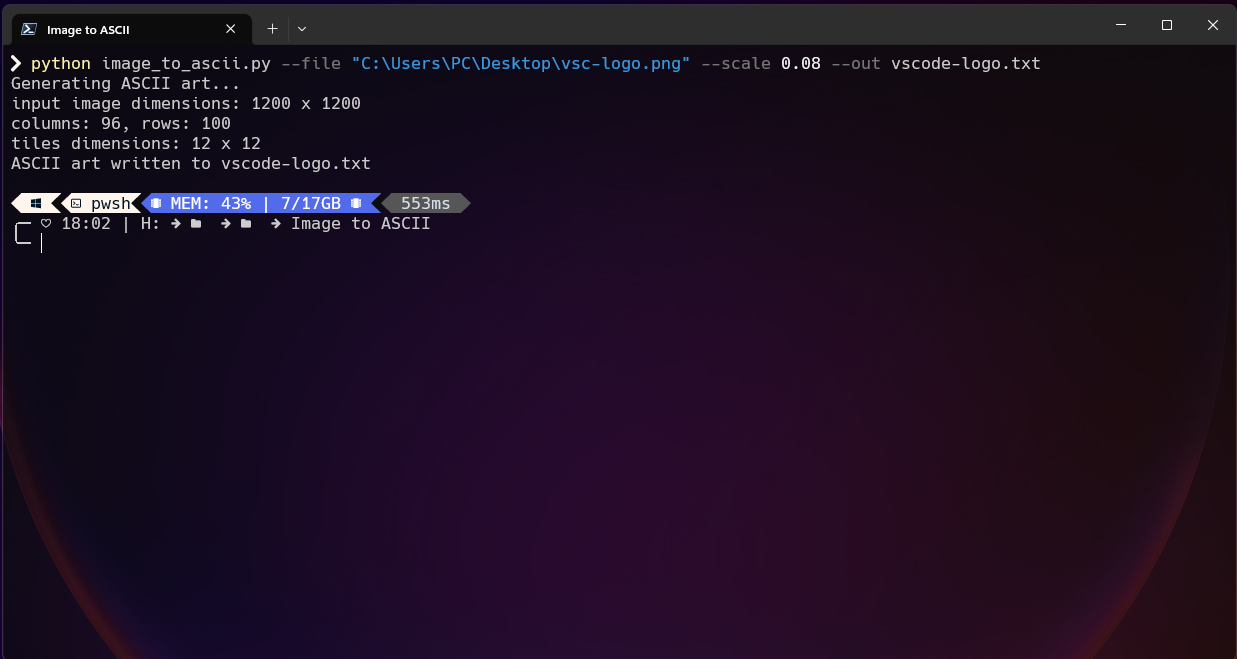 Image to ASCII
python image_to_ascii.py --file "C:\Users\PC\Desktop\vsc-logo.png" --scale 0.08 --out vscode-logo.txt
Generating ASCII art...
input image dimensions: 1200 x 1200
columns: 96, rows: 100
tiles dimensions: 12 x 12
ASCII art written to vscode-logo.txt
pwsh MEM: 43% | 7/17GB 553ms
18:02 | H: → → → Image to ASCII